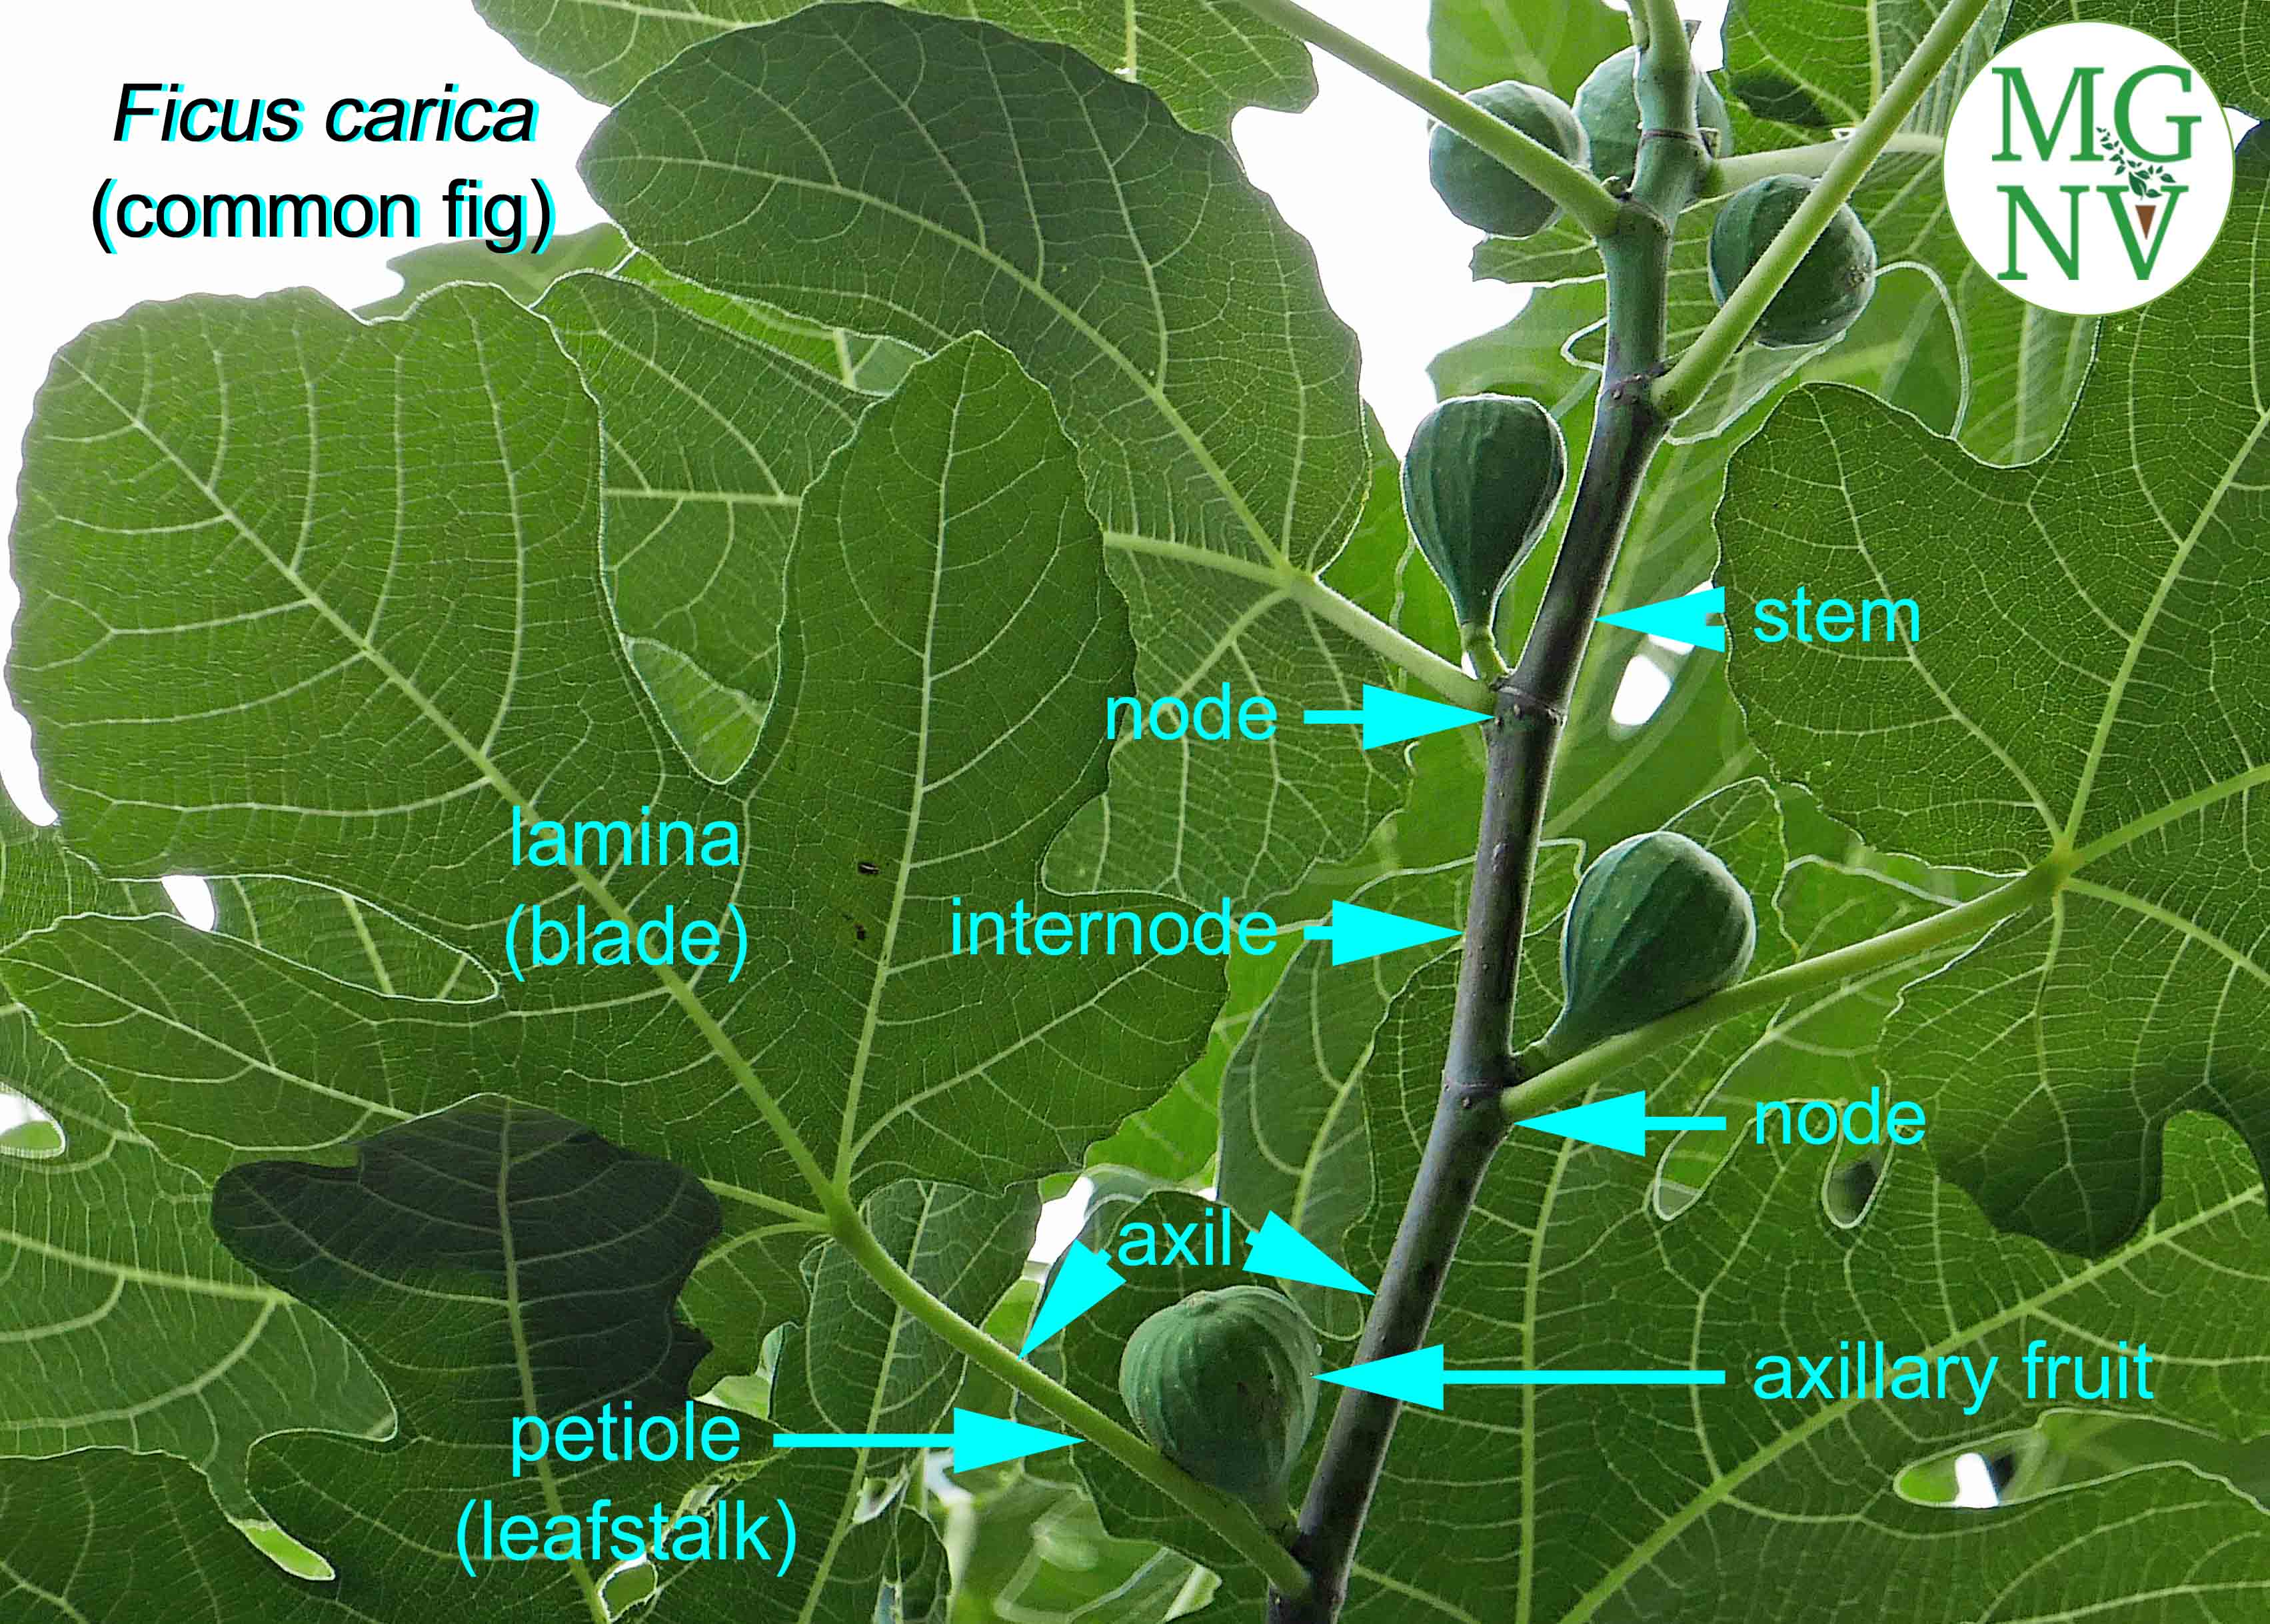 Ficus carica
(common fig)
MG
NV
stem
node
lamina
(blade)
internode
node
axil
axillary fruit
petiole
(leafstalk)